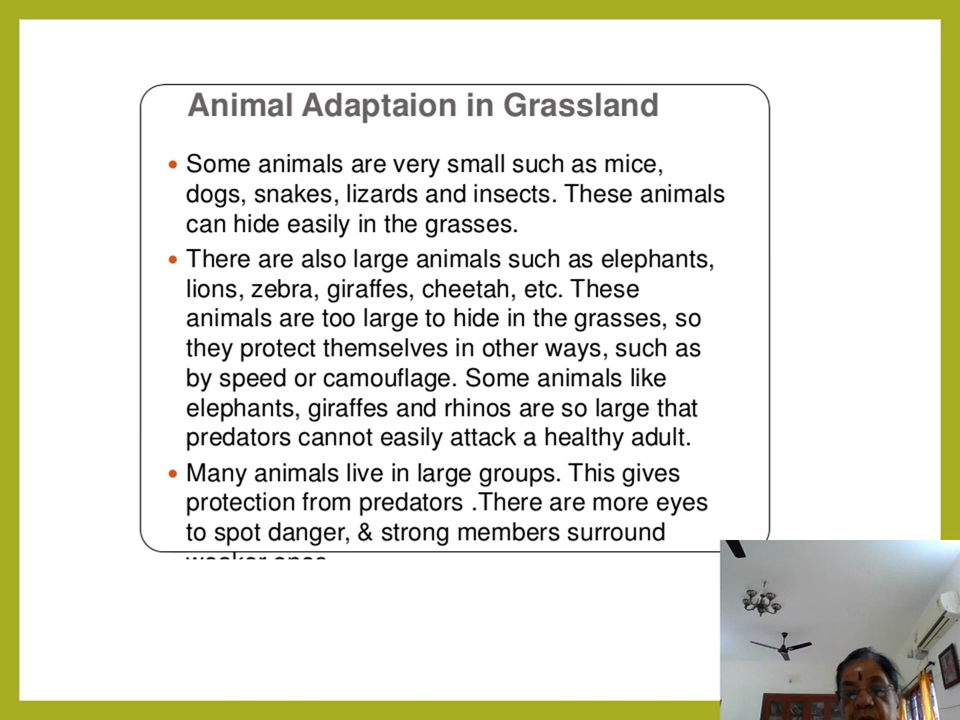 Animal Adaptaion in Grassland
• Some animals are very small such as mice,
dogs, snakes, lizards and insects. These animals
can hide easily in the grasses.
• There are also large animals such as elephants,
lions, zebra, giraffes, cheetah, etc. These
animals are too large to hide in the grasses, so
they protect themselves in other ways, such as
by speed or camouflage. Some animals like
elephants, giraffes and rhinos are so large that
predators cannot easily attack a healthy adult.
• Many animals live in large groups. This gives
protection from predators .There are more eyes
to spot danger, & strong members surround
weaker ones